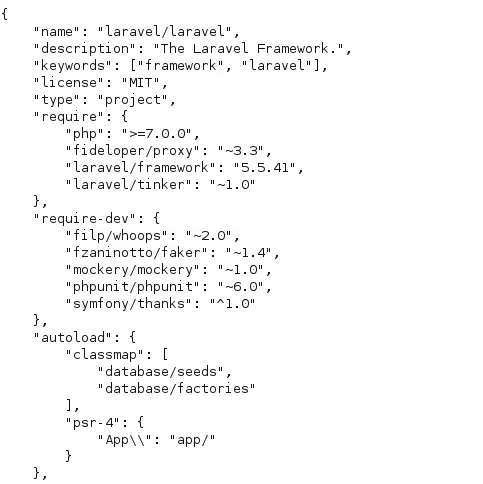 {
    "name": "laravel/laravel",
    "description": "The Laravel Framework.",
    "keywords": ["framework", "laravel"],
    "license": "MIT",
    "type": "project",
    "require": {
        "php": ">=7.0.0",
        "fideloper/proxy": "~3.3",
        "laravel/framework": "5.5.41",
        "laravel/tinker": "~1.0"
    },
    "require-dev": {
        "filp/whoops": "~2.0",
        "fzaninotto/faker": "~1.4",
        "mockery/mockery": "~1.0",
        "phpunit/phpunit": "~6.0",
        "symfony/thanks": "^1.0"
    },
    "autoload": {
        "classmap": [
            "database/seeds",
            "database/factories"
        ],
        "psr-4": {
            "App\\": "app/"
        }
    },